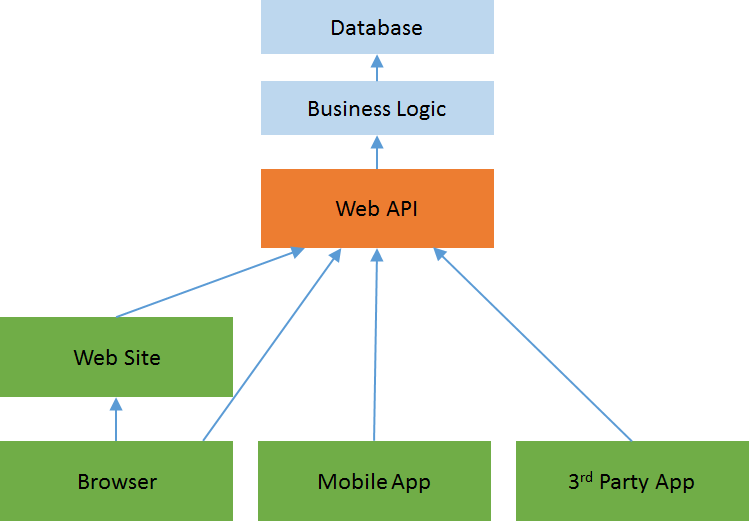 Database
Business Logic
Web API
Web Site
Browser
Mobile App
3rd Party App